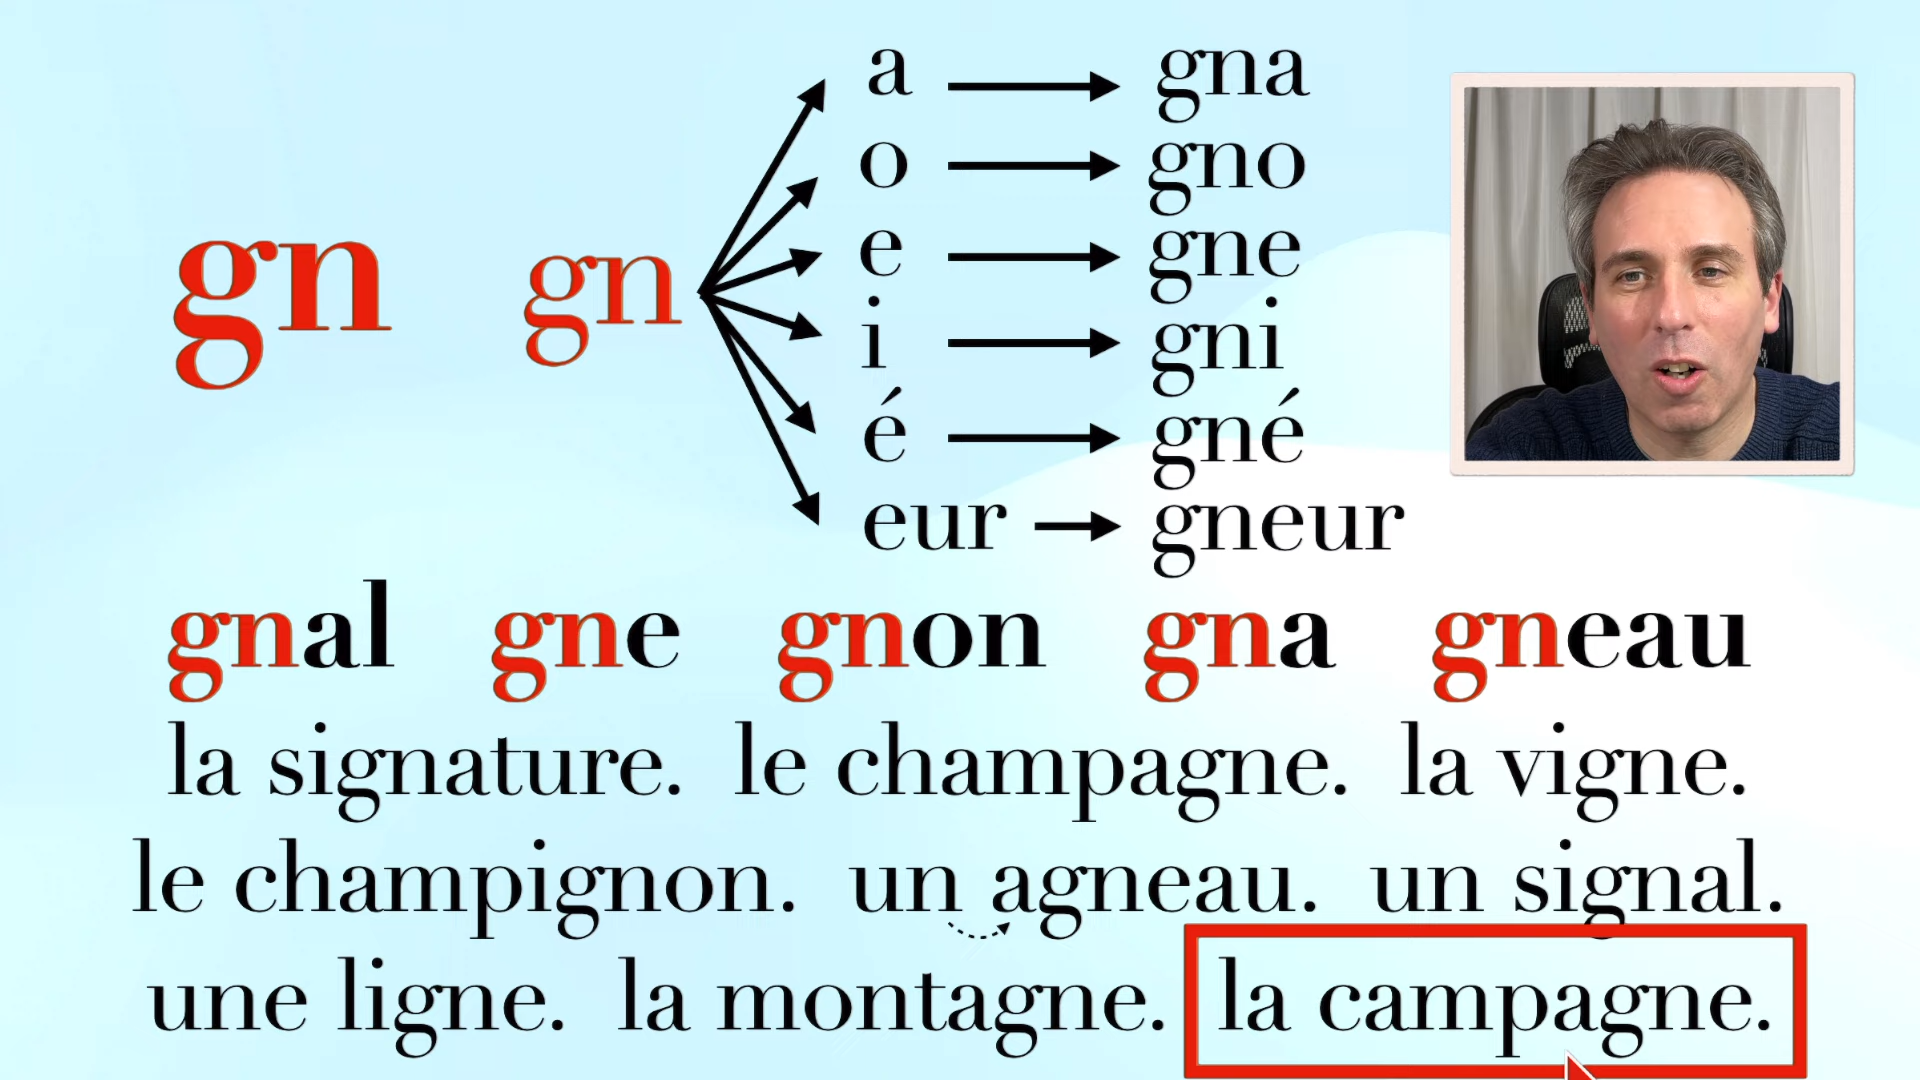 a gna
o gno
gn gn e gne
i gni
é gné
eur gneur
gnal gne gnon gna gneau
la signature. le champagne. la vigne.
le champignon. un agneau. un signal.
une ligne. la montagne. la campagne.